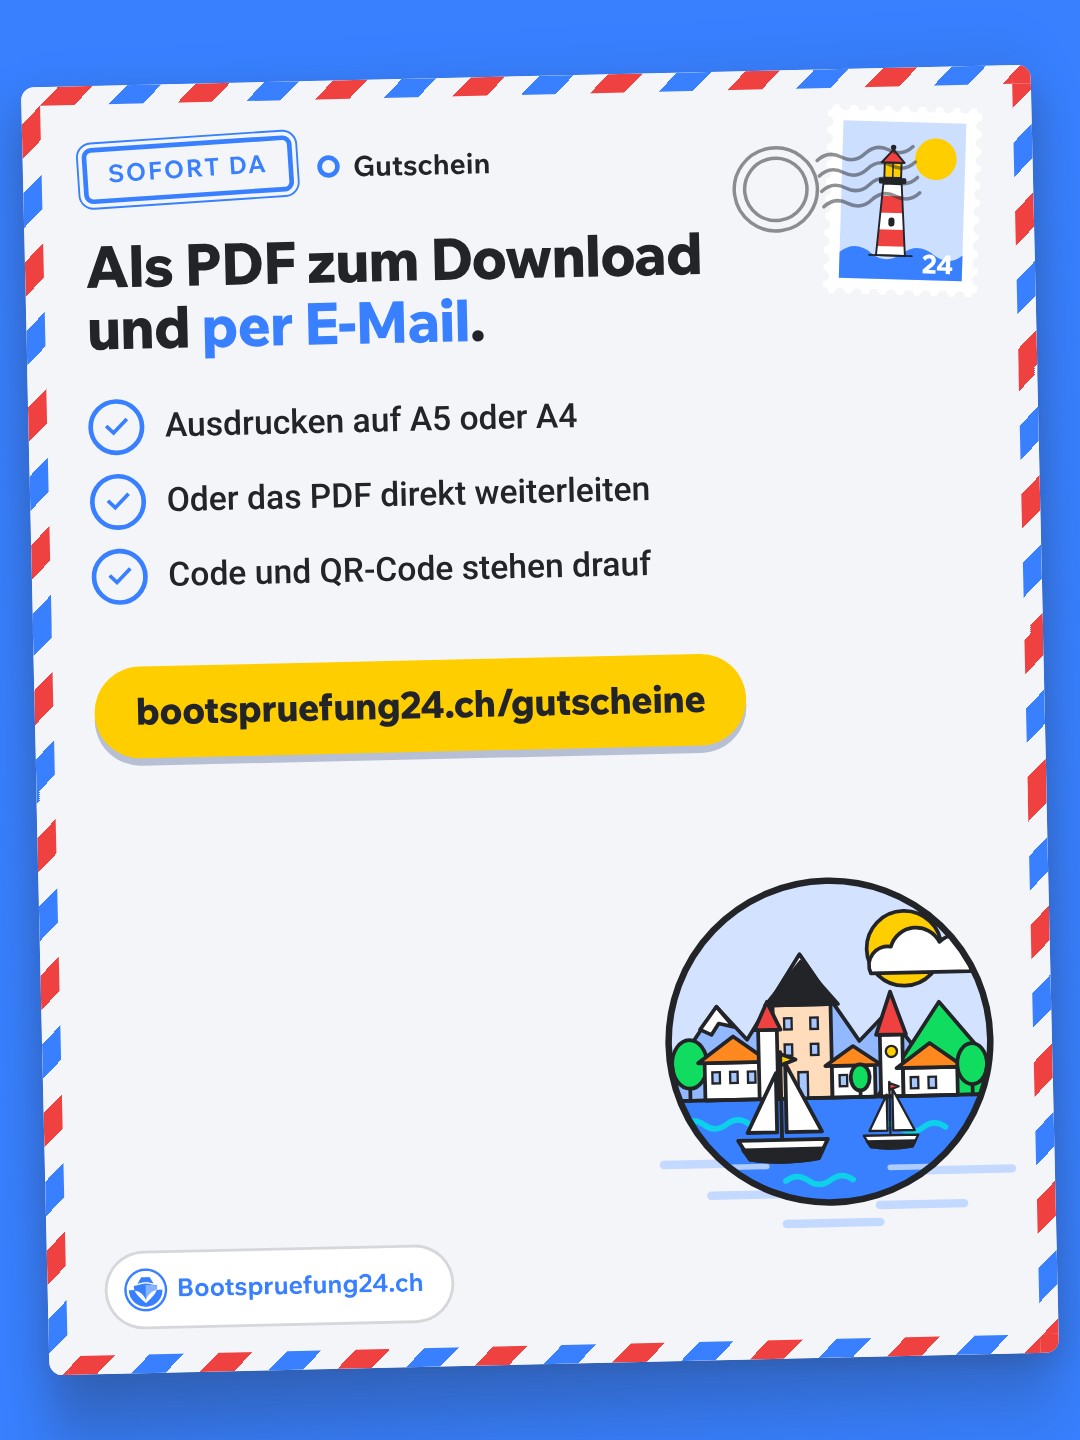 SOFORT DA
Gutschein
24
Als PDF zum Download
und per E-Mail.
Ausdrucken auf A5 oder A4
Oder das PDF direkt weiterleiten
Code und QR-Code stehen drauf
bootspruefung24.ch/gutscheine
Bootspruefung24.ch